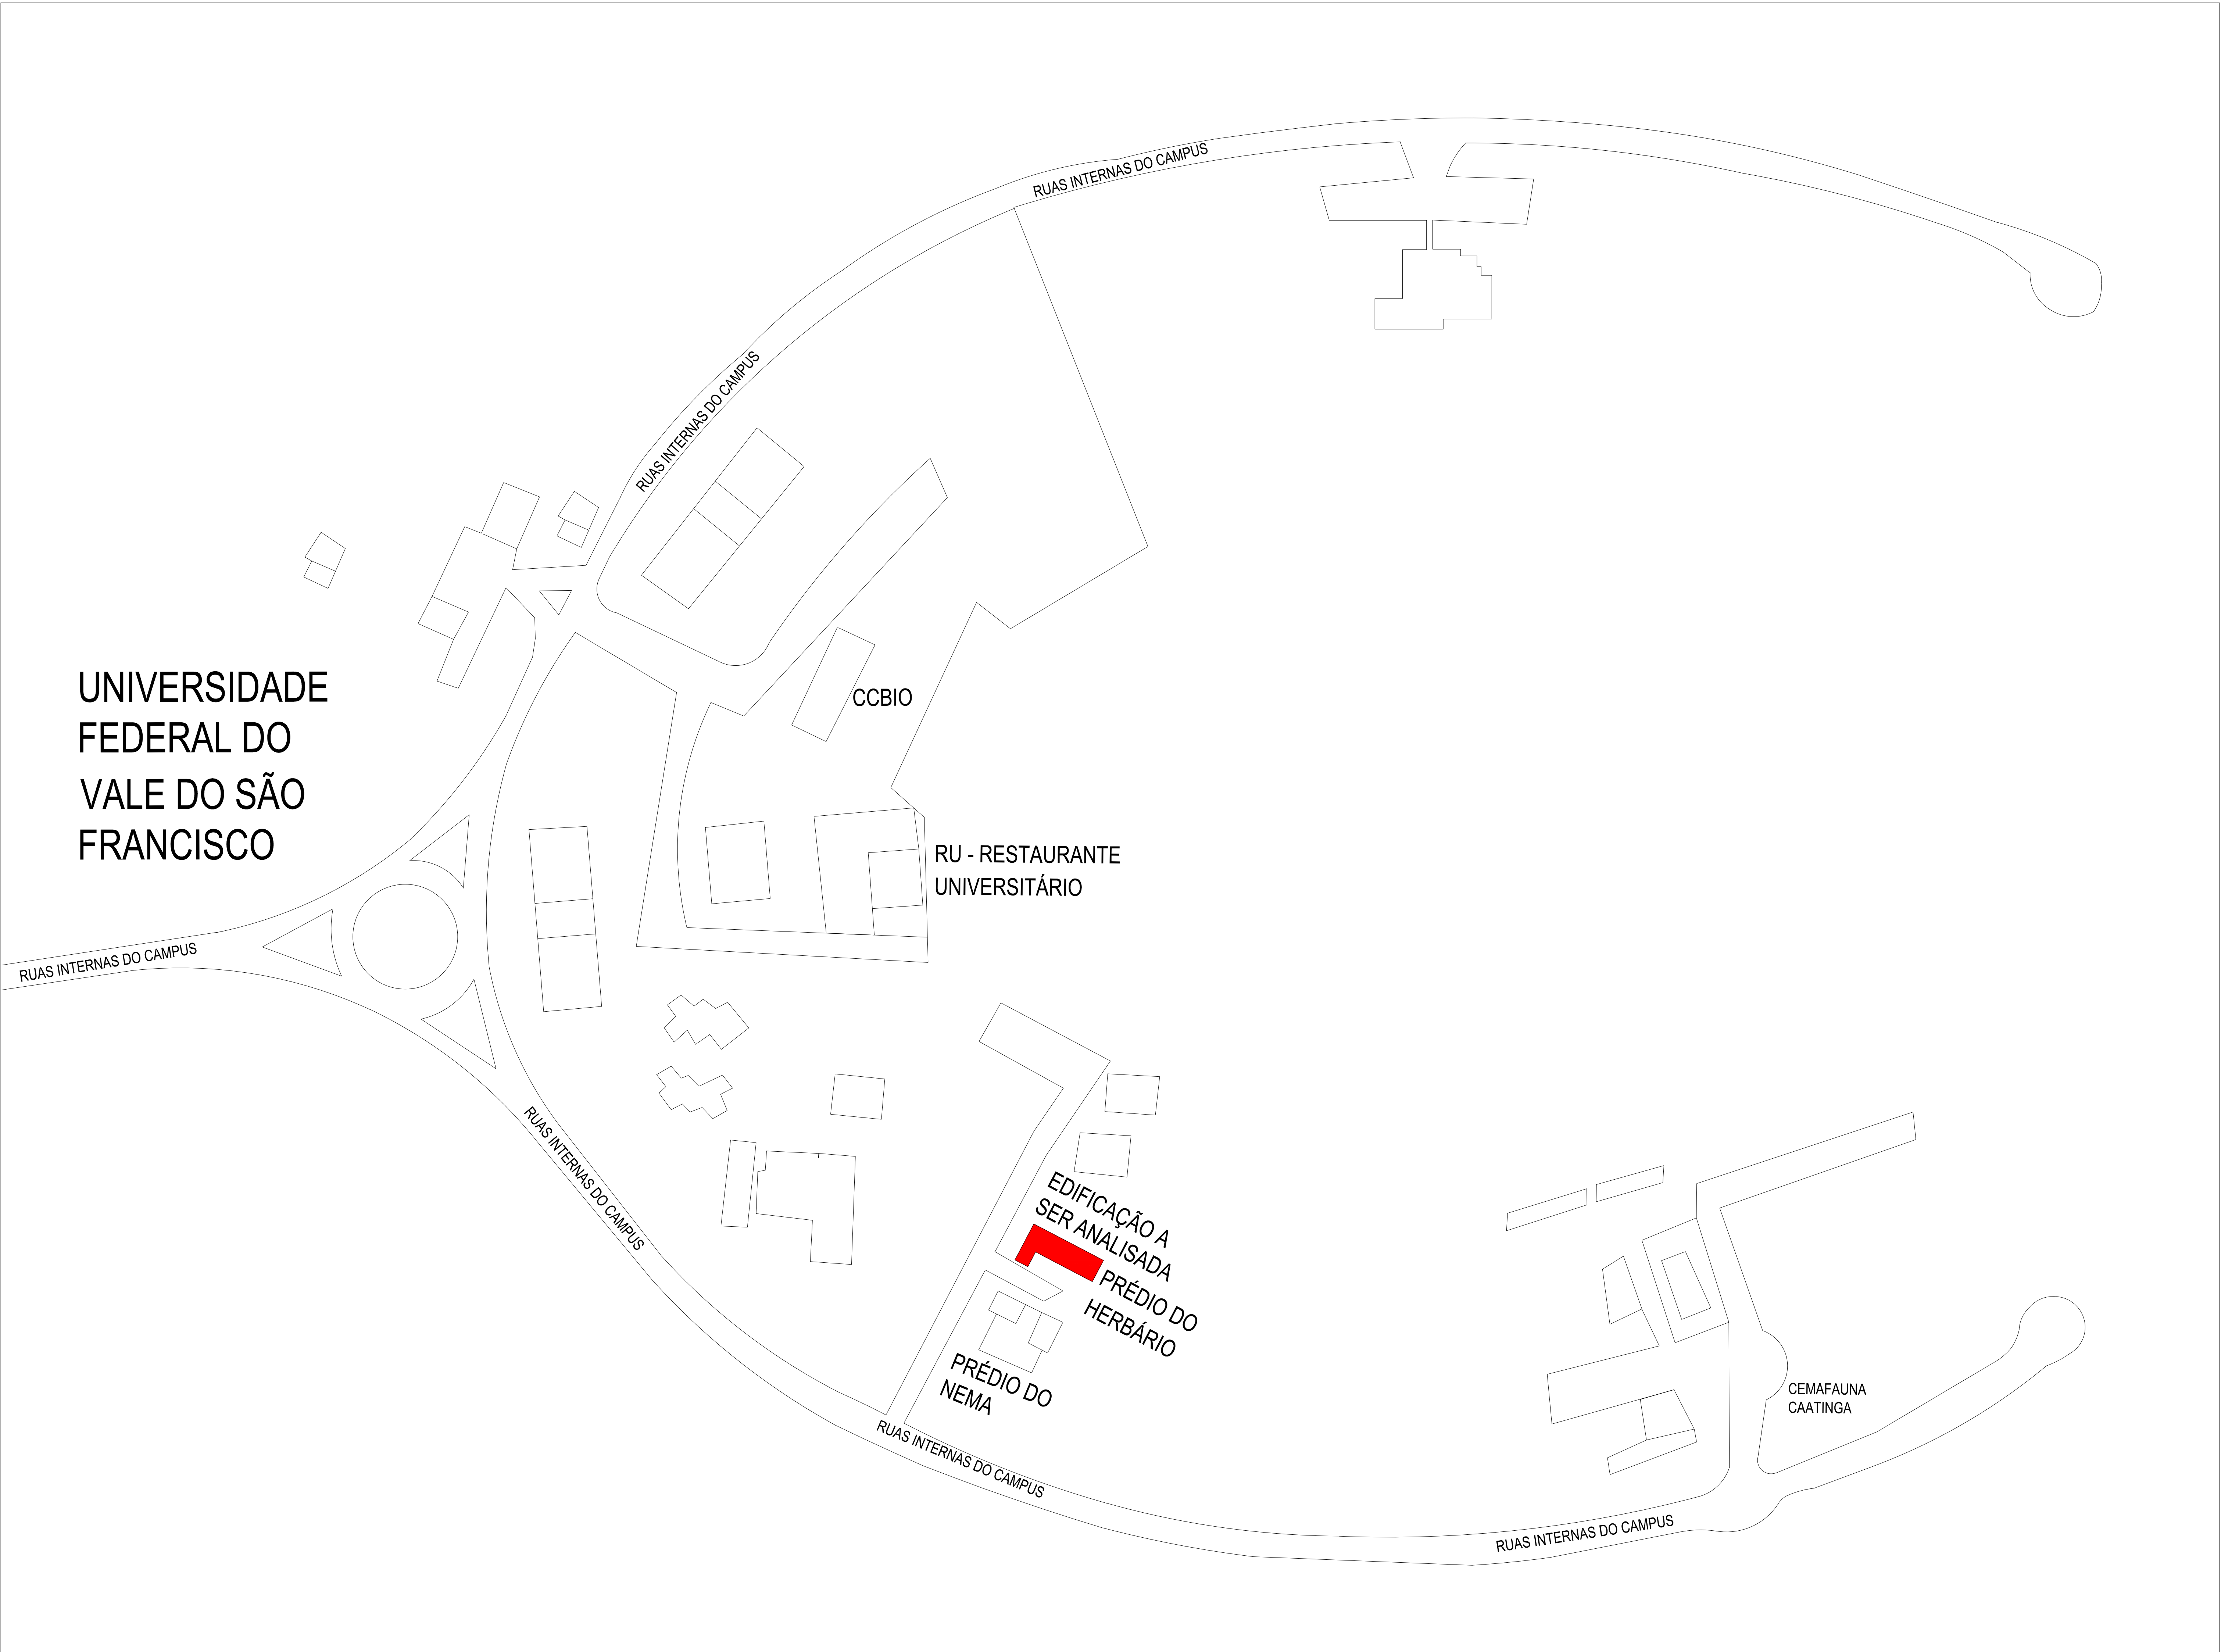 RUAS INTERNAS DO CAMPUS
RUAS INTERNAS DO CAMPUS
UNIVERSIDADE
FEDERAL DO
VALE DO SÃO
FRANCISCO
CCBIO
RU - RESTAURANTE
UNIVERSITÁRIO
RUAS INTERNAS DO CAMPUS
RUAS INTERNAS DO CAMPUS
EDIFICAÇÃO A
SER ANALISADA
PRÉDIO DO
HERBÁRIO
PRÉDIO DO
NEMA
CEMAFAUNA
CAATINGA
RUAS INTERNAS DO CAMPUS
RUAS INTERNAS DO CAMPUS